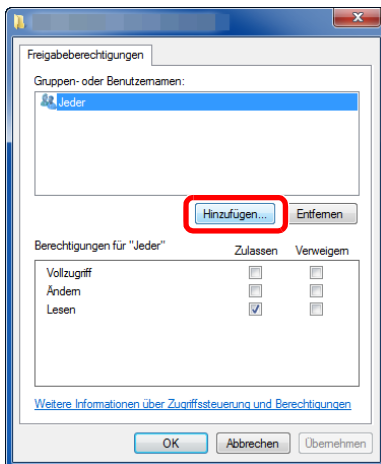 Freigabeberechtigungen
Gruppen- oder Benutzernamen:
Jeder
Hinzufügen... Entfernen
Berechtigungen für "Jeder" Zulassen Verweigern
Vollzugriff
Ändern
Lesen
Weitere Informationen über Zugriffssteuerung und Berechtigungen
OK Abbrechen Übernehmen